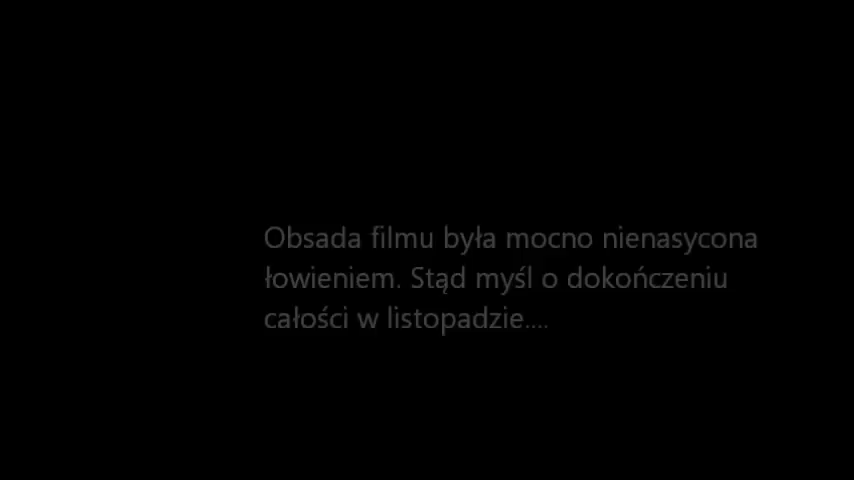 Obsada filmu była mocno nienasycona
łowieniem. Stąd myśl o dokończeniu
całości w listopadzie....